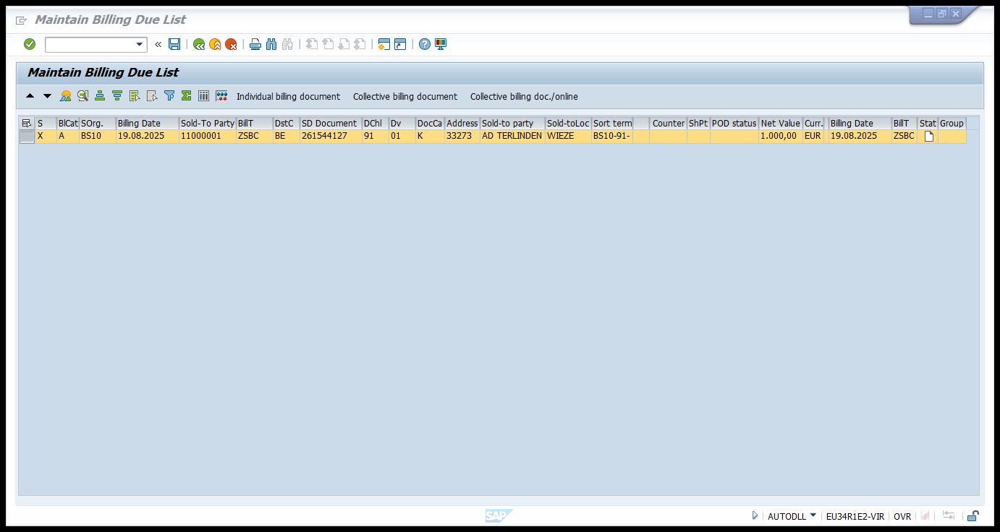 Maintain Billing Due List
Maintain Billing Due List
Individual billing document Collective billing document Collective billing doc./online
S BlCat SOrg. Billing Date Sold-To Party BillT DstC SD Document DChl Dv DocCa Address Sold-to party Sold-toLoc Sort term Counter ShPt POD status Net Value Curr. Billing Date BillT Stat Group
X A BS10 19.08.2025 11000001 ZSBC BE 261544127 91 01 K 33273 AD TERLINDEN WIEZE BS10-91- 1.000,00 EUR 19.08.2025 ZSBC
SAP AUTODLL EU34R1E2-VIR OVR